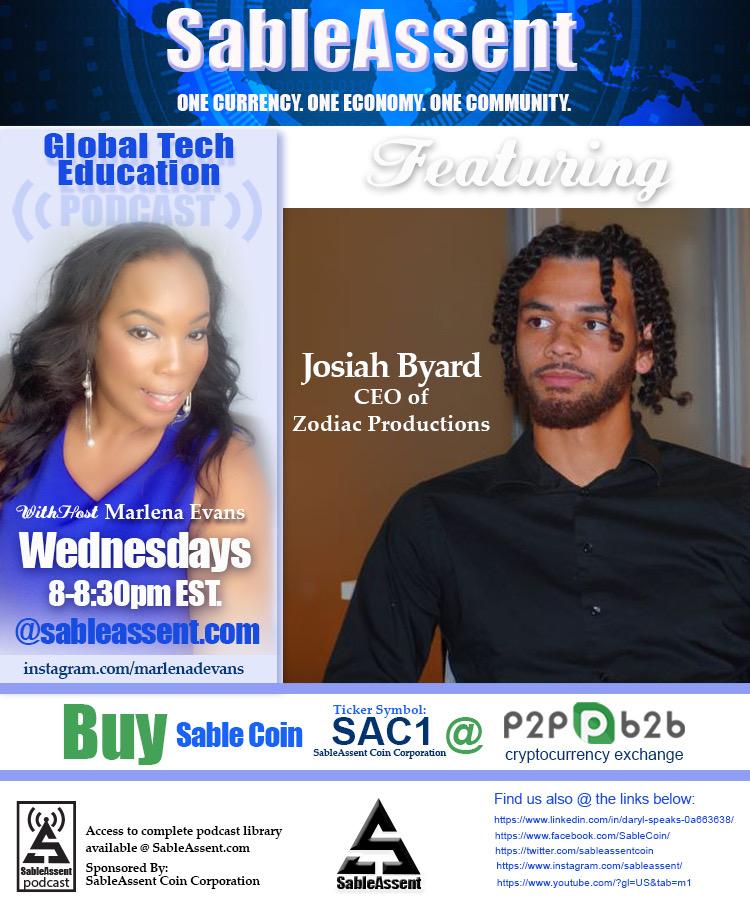 SableAssent
ONE CURRENCY. ONE ECONOMY. ONE COMMUNITY.
Global Tech
Education
PODCAST
Featuring
Josiah Byard
CEO of
Zodiac Productions
With Host Marlena Evans
Wednesdays
8-8:30pm EST.
@sableassent.com
instagram.com/marlenadevans
Buy Sable Coin
Ticker Symbol:
SAC1 @
SableAssent Coin Corporation
P2P b2b
cryptocurrency exchange
SableAssent
podcast
Access to complete podcast library
available @ SableAssent.com
Sponsored By:
SableAssent Coin Corporation
SableAssent
Find us also @ the links below:
https://www.linkedin.com/in/daryl-speaks-0a663638/
https://www.facebook.com/SableCoin/
https://twitter.com/sableassentcoin
https://www.instagram.com/sableassent/
https://www.youtube.com/?gl=US&tab=m1